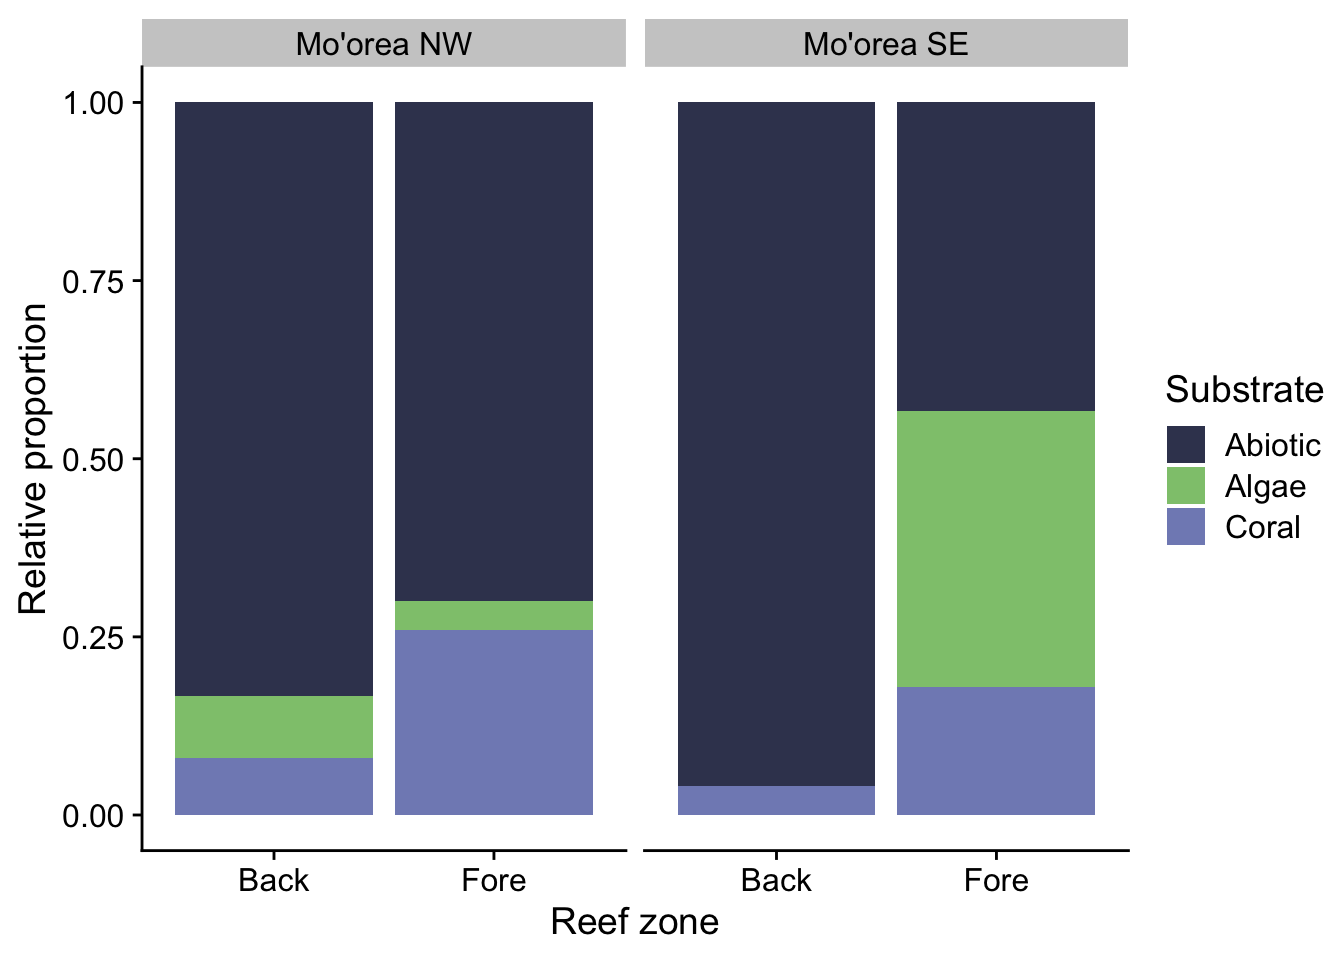 Mo'orea NW
Mo'orea SE
1.00
0.75
0.50
0.25
0.00
Relative proportion
Back
Fore
Back
Fore
Reef zone
Substrate
Abiotic
Algae
Coral